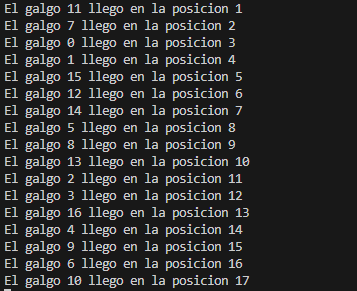 El galgo 11 llego en la posicion 1
El galgo 7 llego en la posicion 2
El galgo 0 llego en la posicion 3
El galgo 1 llego en la posicion 4
El galgo 15 llego en la posicion 5
El galgo 12 llego en la posicion 6
El galgo 14 llego en la posicion 7
El galgo 5 llego en la posicion 8
El galgo 8 llego en la posicion 9
El galgo 13 llego en la posicion 10
El galgo 2 llego en la posicion 11
El galgo 3 llego en la posicion 12
El galgo 16 llego en la posicion 13
El galgo 4 llego en la posicion 14
El galgo 9 llego en la posicion 15
El galgo 6 llego en la posicion 16
El galgo 10 llego en la posicion 17